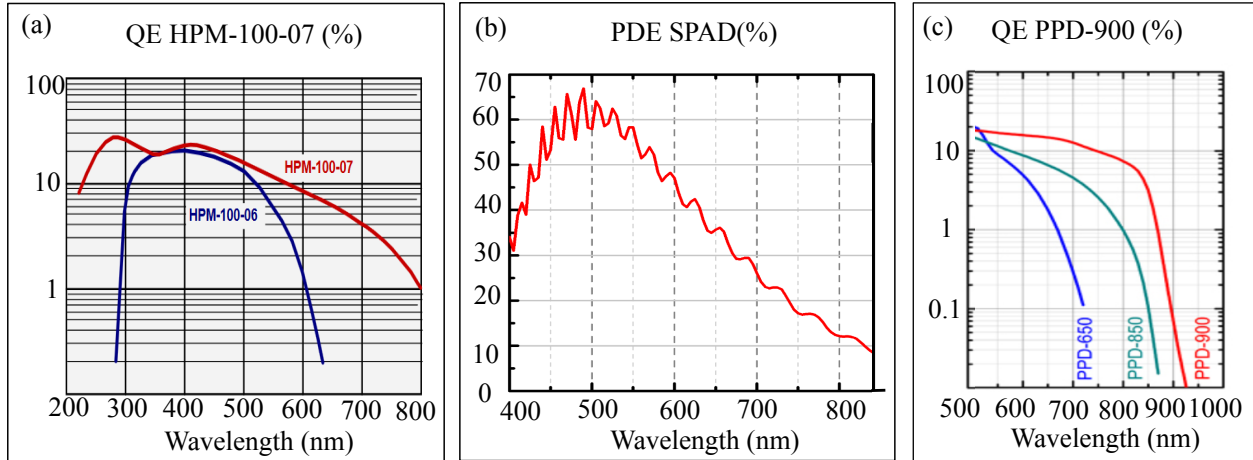 (a)
QE HPM-100-07 (%)
100
10
1
HPM-100-07
HPM-100-06
200 300 400 500 600 700 800
Wavelength (nm)
(b)
PDE SPAD(%)
70
60
50
40
30
20
10
0
400 500 600 700 800
Wavelength (nm)
(c)
QE PPD-900 (%)
100
10
1
0.1
PPD-650
PPD-850
PPD-900
500 600 700 800 900 1000
Wavelength (nm)